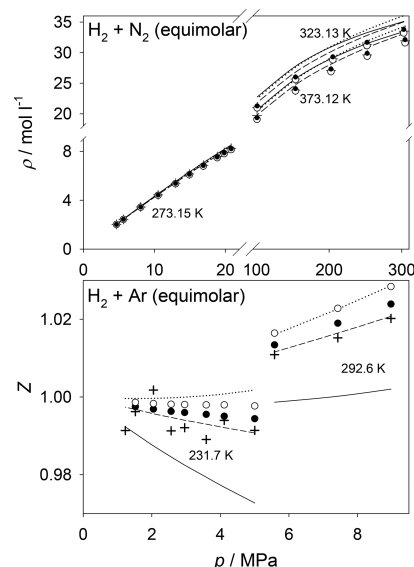 H2 + N2 (equimolar)
323.13 K
373.12 K
273.15 K
35
30
25
20
8
4
0
ρ / mol l-1
0
10
20
100
200
300
H2 + Ar (equimolar)
292.6 K
231.7 K
1.02
1.00
0.98
Z
0
2
4
6
8
10
p / MPa